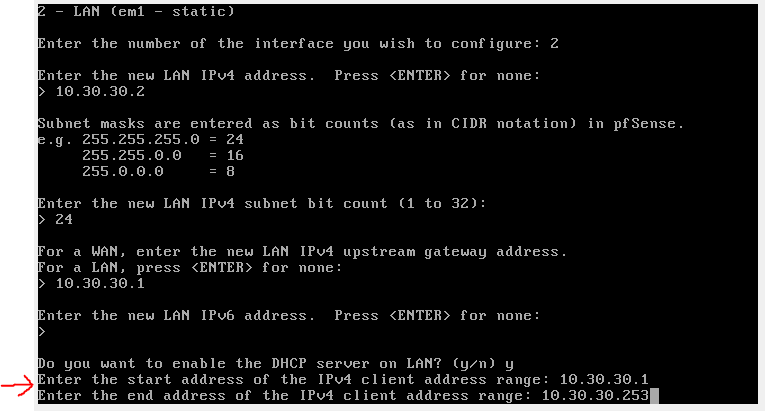 2 - LAN (em1 - static)
Enter the number of the interface you wish to configure: 2
Enter the new LAN IPv4 address.  Press <ENTER> for none:
> 10.30.30.2
Subnet masks are entered as bit counts (as in CIDR notation) in pfSense.
e.g. 255.255.255.0 = 24
     255.255.0.0   = 16
     255.0.0.0     = 8
Enter the new LAN IPv4 subnet bit count (1 to 32):
> 24
For a WAN, enter the new LAN IPv4 upstream gateway address.
For a LAN, press <ENTER> for none:
> 10.30.30.1
Enter the new LAN IPv6 address.  Press <ENTER> for none:
>
Do you want to enable the DHCP server on LAN? (y/n) y
Enter the start address of the IPv4 client address range: 10.30.30.1
Enter the end address of the IPv4 client address range: 10.30.30.253